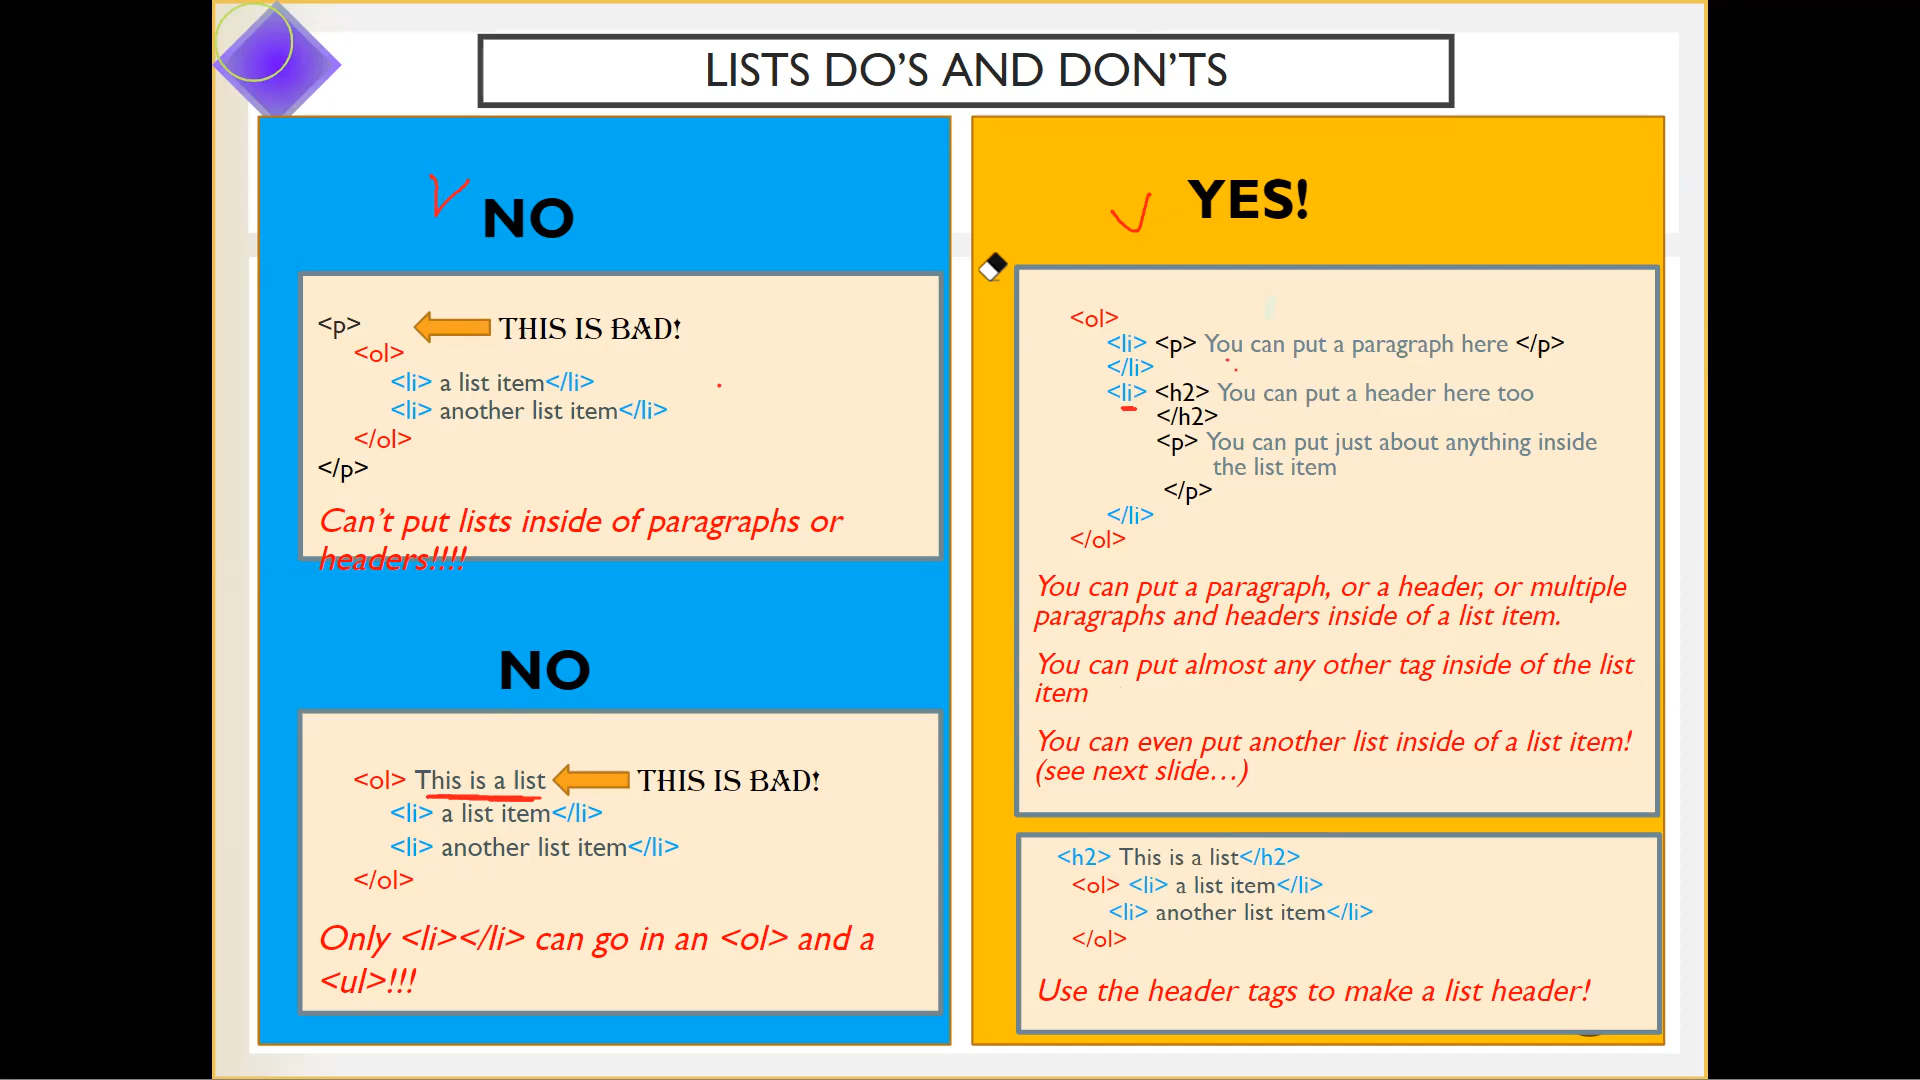 LISTS DO'S AND DON'TS
NO
<p>
THIS IS BAD!
<ol>
<li> a list item</li>
<li> another list item</li>
</ol>
</p>
Can't put lists inside of paragraphs or
headers!!!!
NO
<ol> This is a list
THIS IS BAD!
<li> a list item</li>
<li> another list item</li>
</ol>
Only <li></li> can go in an <ol> and a
<ul>!!!
YES!
<ol>
<li> <p> You can put a paragraph here </p>
</li>
<li> <h2> You can put a header here too
</h2>
<p> You can put just about anything inside
the list item
</p>
</li>
</ol>
You can put a paragraph, or a header, or multiple
paragraphs and headers inside of a list item.
You can put almost any other tag inside of the list
item
You can even put another list inside of a list item!
(see next slide…)
<h2> This is a list</h2>
<ol> <li> a list item</li>
<li> another list item</li>
</ol>
Use the header tags to make a list header!